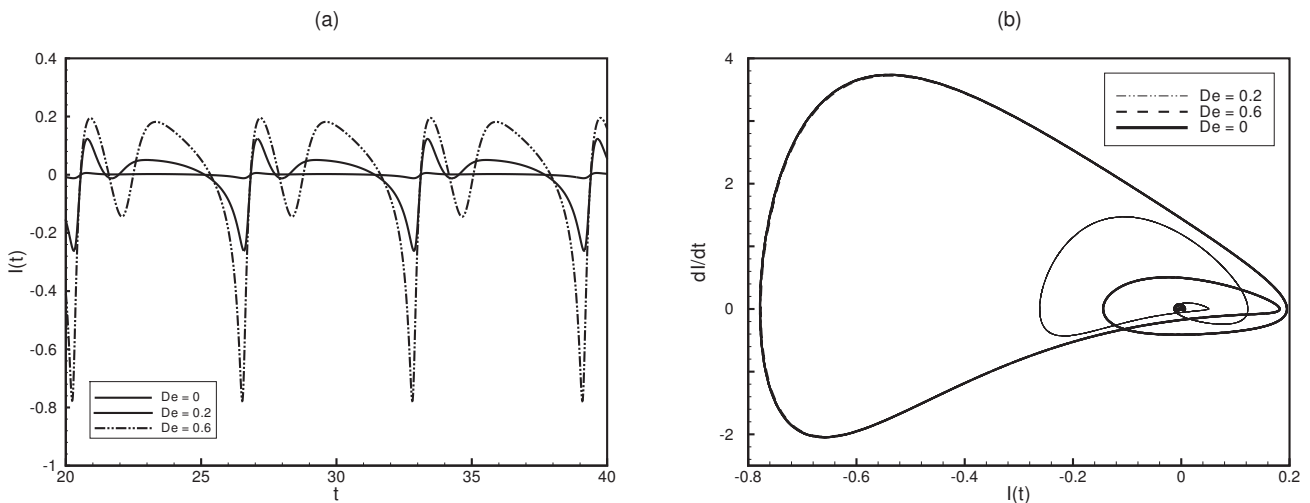 (a)
0.4
0.2
0
-0.2
-0.4
-0.6
-0.8
-1
I(t)
20
25
30
35
40
t
De = 0
De = 0.2
De = 0.6
(b)
4
2
0
-2
dI/dt
-0.8
-0.6
-0.4
-0.2
0
0.2
I(t)
De = 0.2
De = 0.6
De = 0